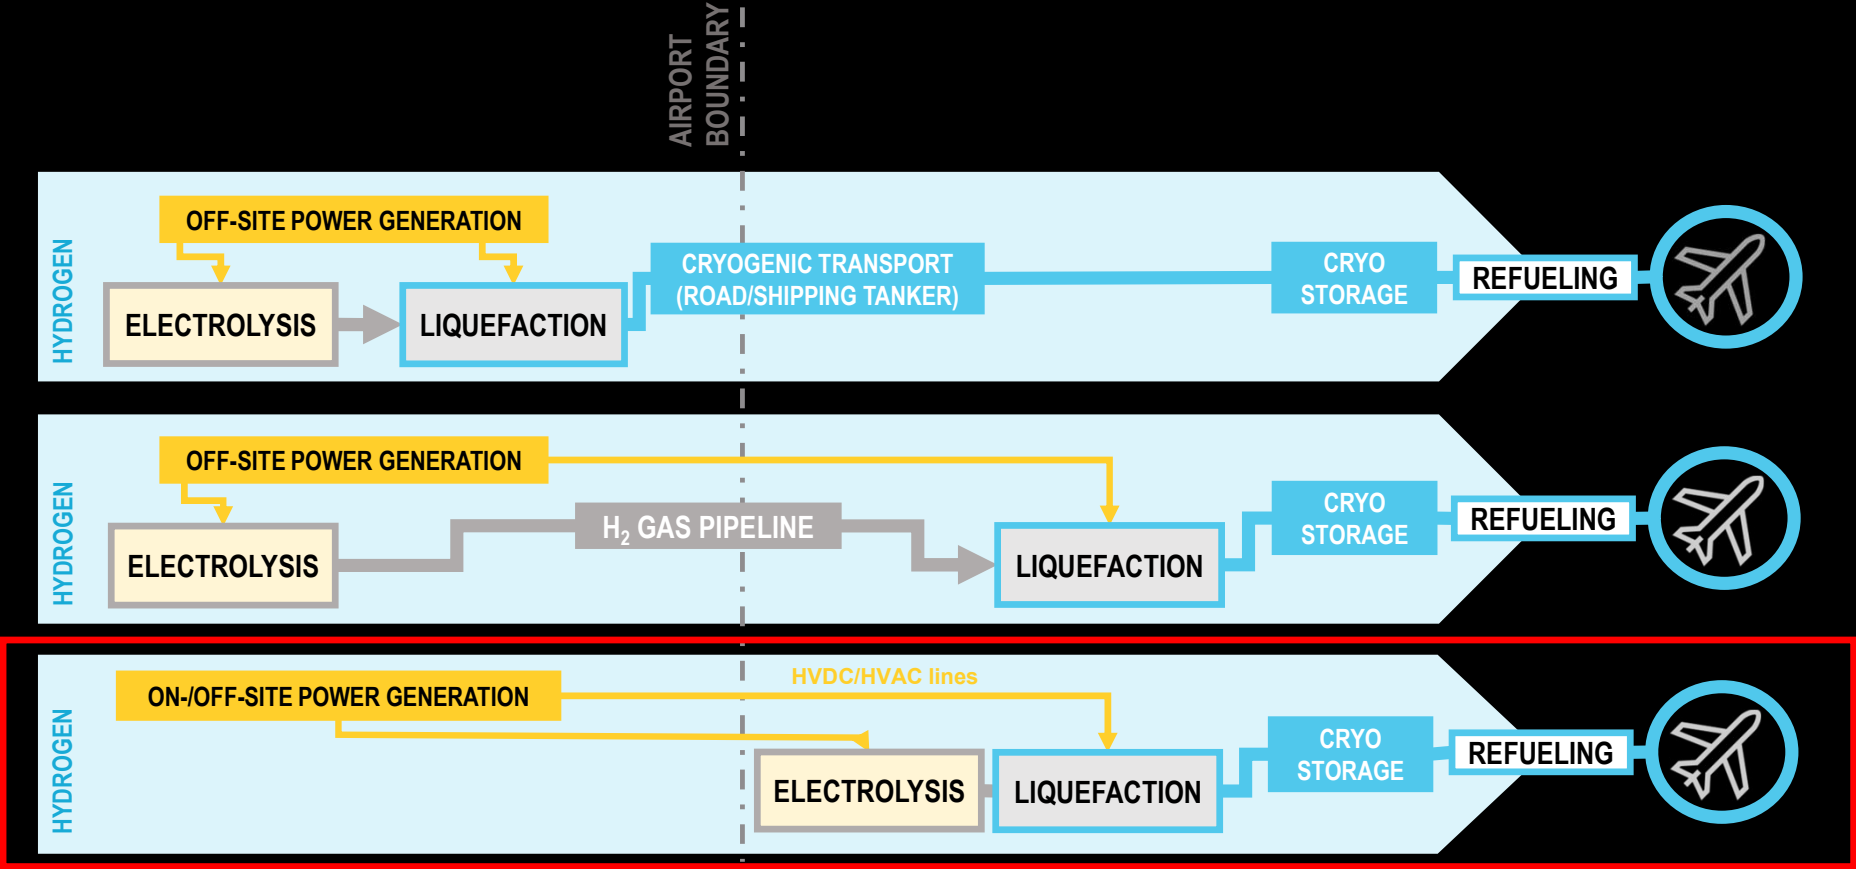 AIRPORT
BOUNDARY
HYDROGEN
OFF-SITE POWER GENERATION
ELECTROLYSIS
LIQUEFACTION
CRYOGENIC TRANSPORT
(ROAD/SHIPPING TANKER)
CRYO
STORAGE
REFUELING
HYDROGEN
OFF-SITE POWER GENERATION
ELECTROLYSIS
H₂ GAS PIPELINE
LIQUEFACTION
CRYO
STORAGE
REFUELING
HYDROGEN
ON-/OFF-SITE POWER GENERATION
HVDC/HVAC lines
ELECTROLYSIS
LIQUEFACTION
CRYO
STORAGE
REFUELING